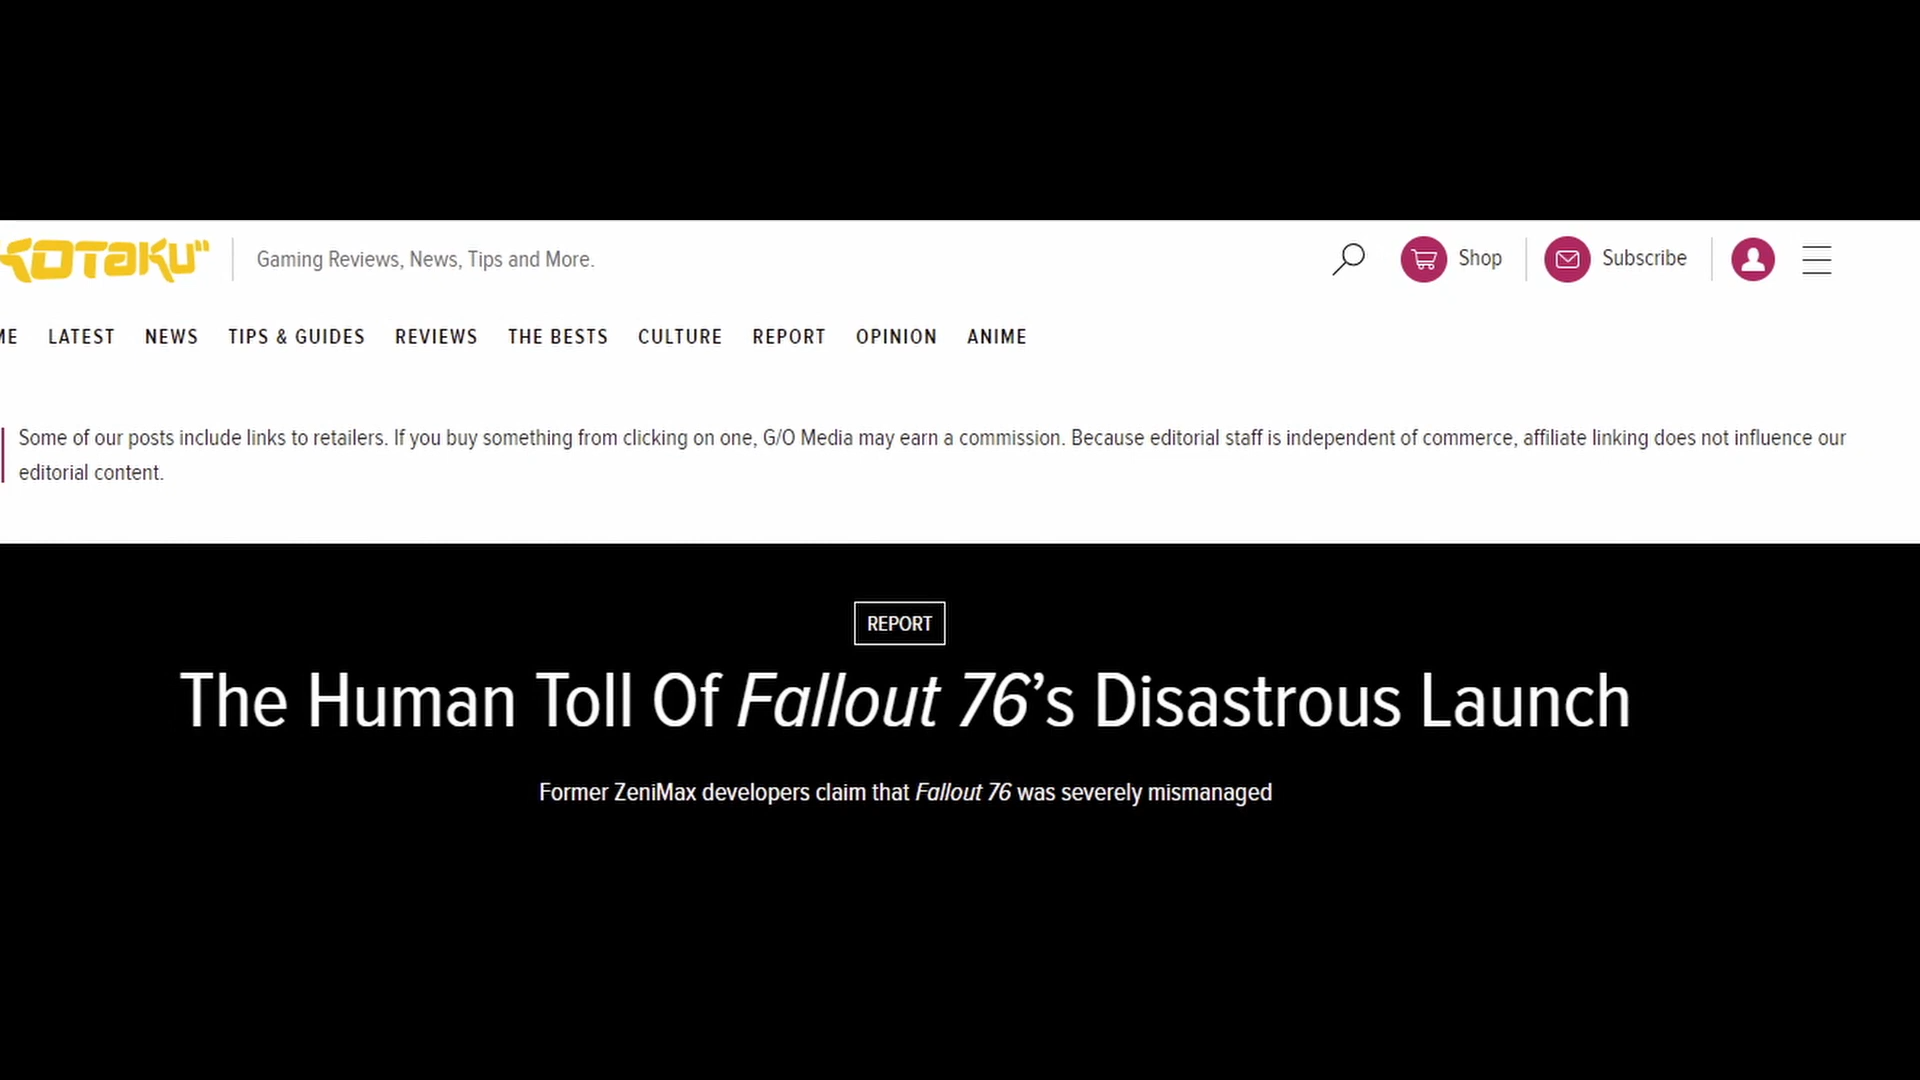 KOTAKU
Gaming Reviews, News, Tips and More.
Shop
Subscribe
ME LATEST NEWS TIPS & GUIDES REVIEWS THE BESTS CULTURE REPORT OPINION ANIME
Some of our posts include links to retailers. If you buy something from clicking on one, G/O Media may earn a commission. Because editorial staff is independent of commerce, affiliate linking does not influence our
editorial content.
REPORT
The Human Toll Of Fallout 76’s Disastrous Launch
Former ZeniMax developers claim that Fallout 76 was severely mismanaged